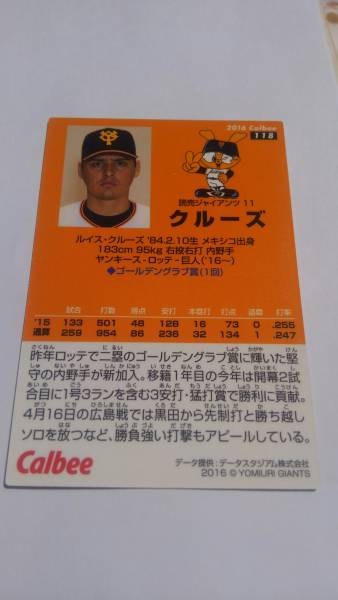 2016 Calbee
118
読売ジャイアンツ 11
クルーズ
ルイス・クルーズ '84.2.10生 メキシコ出身
183cm 95kg 右投右打 内野手
ヤンキース-ロッテ-巨人('16~)
◆ゴールデングラブ賞(1回)
試合 打数 得点 安打 本塁打 打点 盗塁 打率
'15 133 501 48 128 16 73 0 .255
通算 259 954 86 236 32 134 1 .247
昨年ロッテで二塁のゴールデングラブ賞に輝いた堅
守の内野手が新加入。移籍1年目の今年は開幕2試
合目に1号3ランを含む3安打・猛打賞で勝利に貢献。
4月16日の広島戦では黒田から先制打と勝ち越し
ソロを放つなど、勝負強い打撃もアピールしている。
Calbee
データ提供:データスタジアム株式会社
2016 © YOMIURI GIANTS